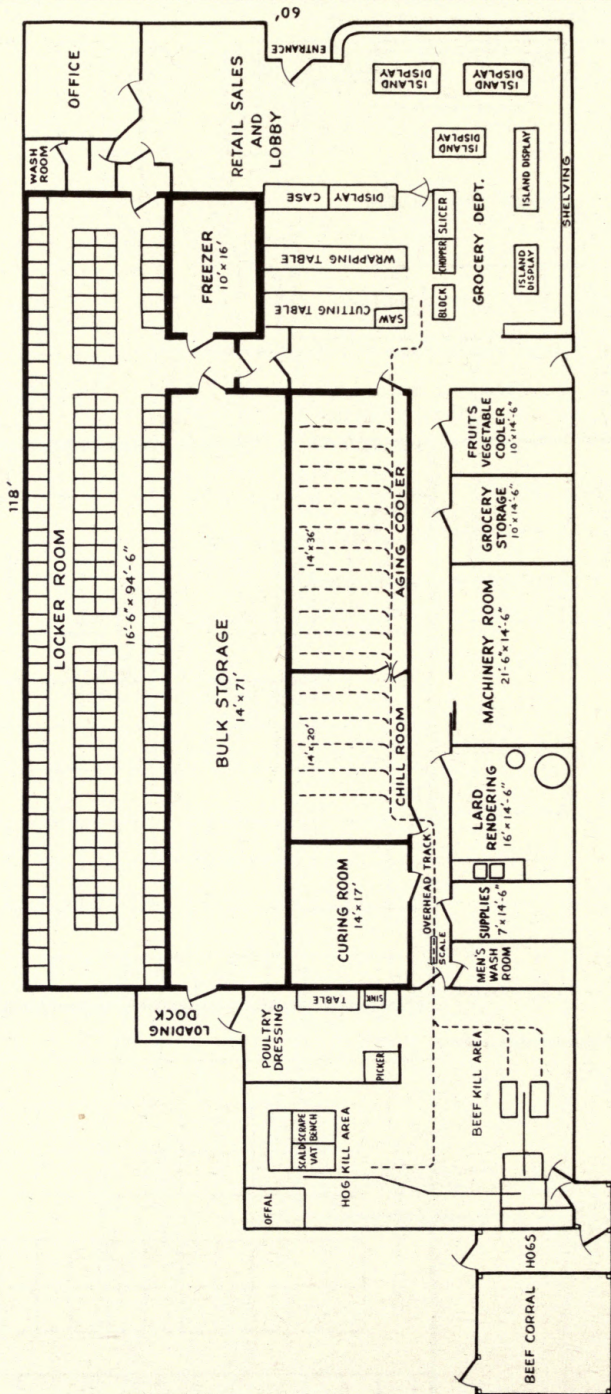 118'
60'
OFFICE
WASH
ROOM
RETAIL SALES
AND
LOBBY
ENTRANCE
ISLAND
DISPLAY
ISLAND
DISPLAY
ISLAND
DISPLAY
ISLAND DISPLAY
ISLAND
DISPLAY
SHELVING
GROCERY DEPT.
DISPLAY
CASE
SLICER
CHOPPER
BLOCK
WRAPPING TABLE
CUTTING TABLE
SAW
FREEZER
10'x16'
LOCKER ROOM
16'-6"x94'-6"
BULK STORAGE
14'x71'
AGING COOLER
14'x36'
CHILL ROOM
14'x20'
CURING ROOM
14'x17'
OVERHEAD TRACK
SCALE
FRUITS
VEGETABLE
COOLER
10'x14'-6"
GROCERY
STORAGE
10'x14'-6"
MACHINERY ROOM
21'-6"x14'-6"
LARD
RENDERING
16'x14'-6"
SUPPLIES
7'x14'-6"
MEN'S
WASH
ROOM
LOADING
DOCK
POULTRY
DRESSING
TABLE
SINK
PICKER
SCALD
VAT
SCRAPE
BENCH
HOG KILL AREA
OFFAL
BEEF KILL AREA
HOGS
BEEF CORRAL